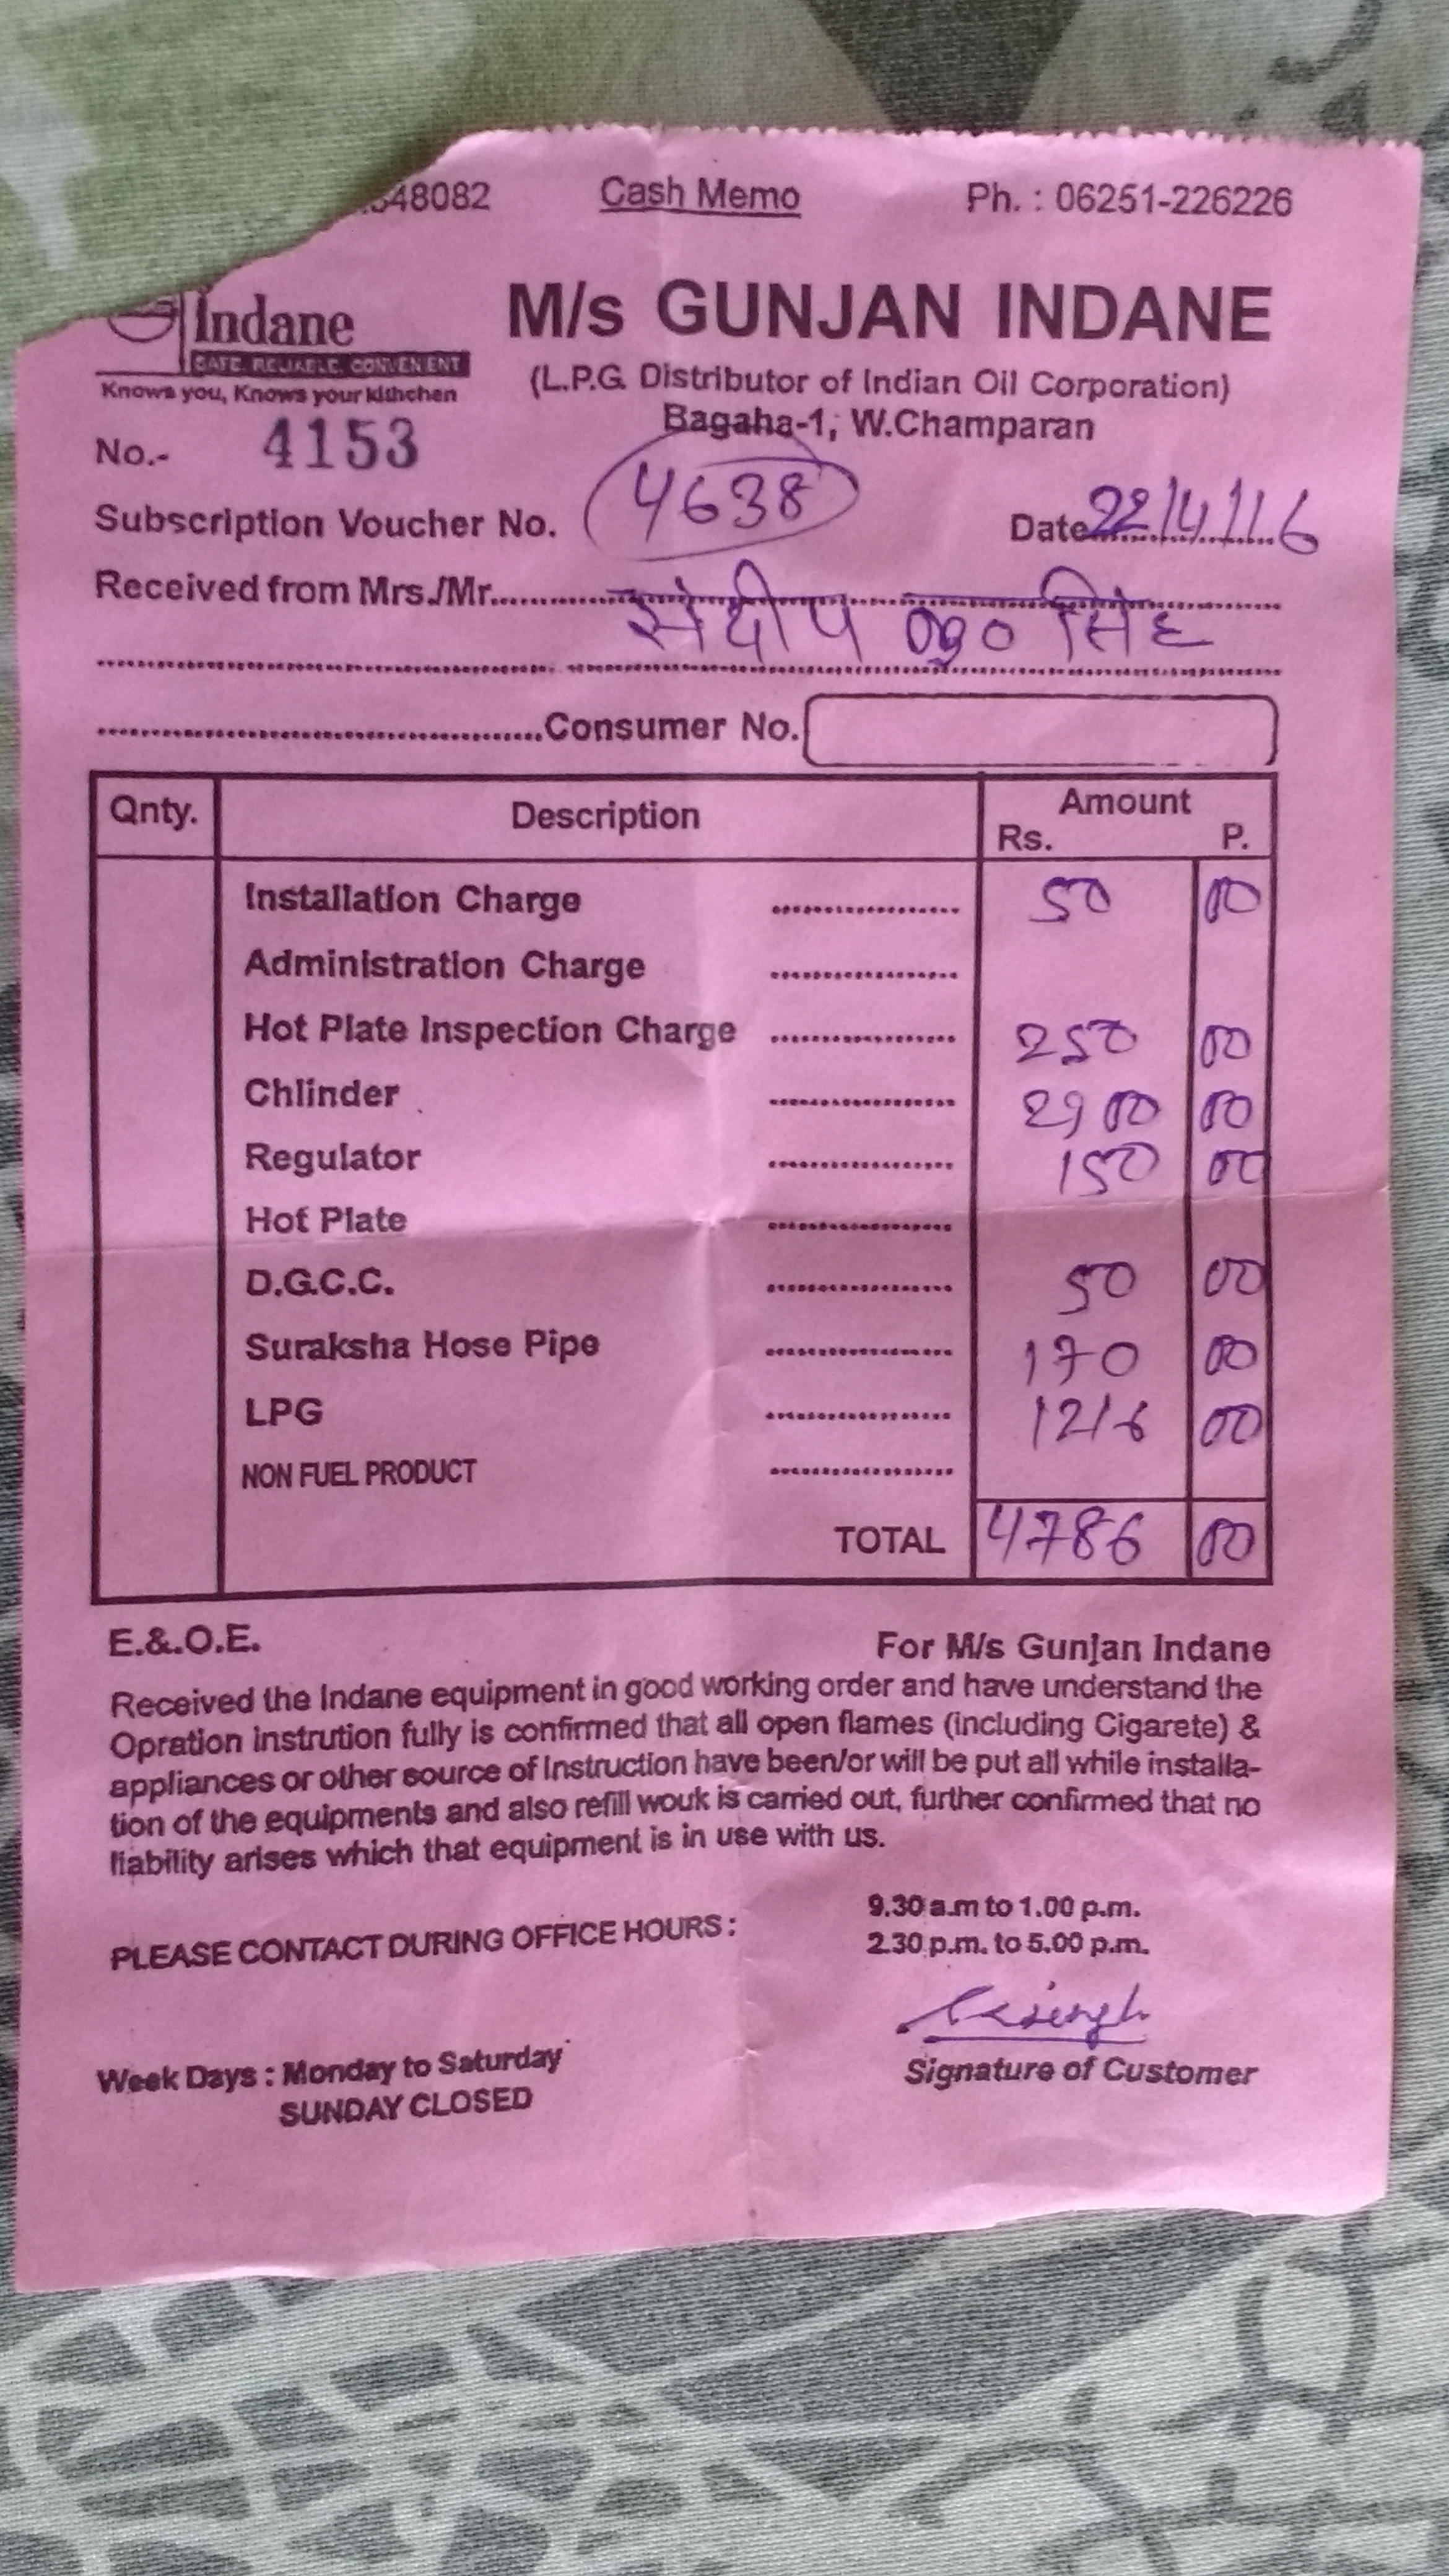 48082 Cash Memo Ph. : 06251-226226
Indane
SAFE. RELIABLE. CONVENIENT
Knows you, Knows your kithchen
M/s GUNJAN INDANE
(L.P.G. Distributor of Indian Oil Corporation)
Bagaha-1, W.Champaran
No.- 4153
Subscription Voucher No. 4638 Date 22/4/16
Received from Mrs./Mr. संदीप कु० सिंह
Consumer No.
Qnty. Description Amount
Rs. P.
Installation Charge 50 00
Administration Charge
Hot Plate Inspection Charge 250 00
Chlinder 2900 00
Regulator 150 00
Hot Plate
D.G.C.C. 50 00
Suraksha Hose Pipe 170 00
LPG 1216 00
NON FUEL PRODUCT
TOTAL 4786 00
E.&.O.E. For M/s Gunjan Indane
Received the Indane equipment in good working order and have understand the
Opration instrution fully is confirmed that all open flames (including Cigarete) &
appliances or other source of Instruction have been/or will be put all while installa-
tion of the equipments and also refill wouk is carried out, further confirmed that no
liability arises which that equipment is in use with us.
PLEASE CONTACT DURING OFFICE HOURS : 9.30 a.m to 1.00 p.m.
2.30 p.m. to 5.00 p.m.
Week Days : Monday to Saturday
SUNDAY CLOSED
Signature of Customer